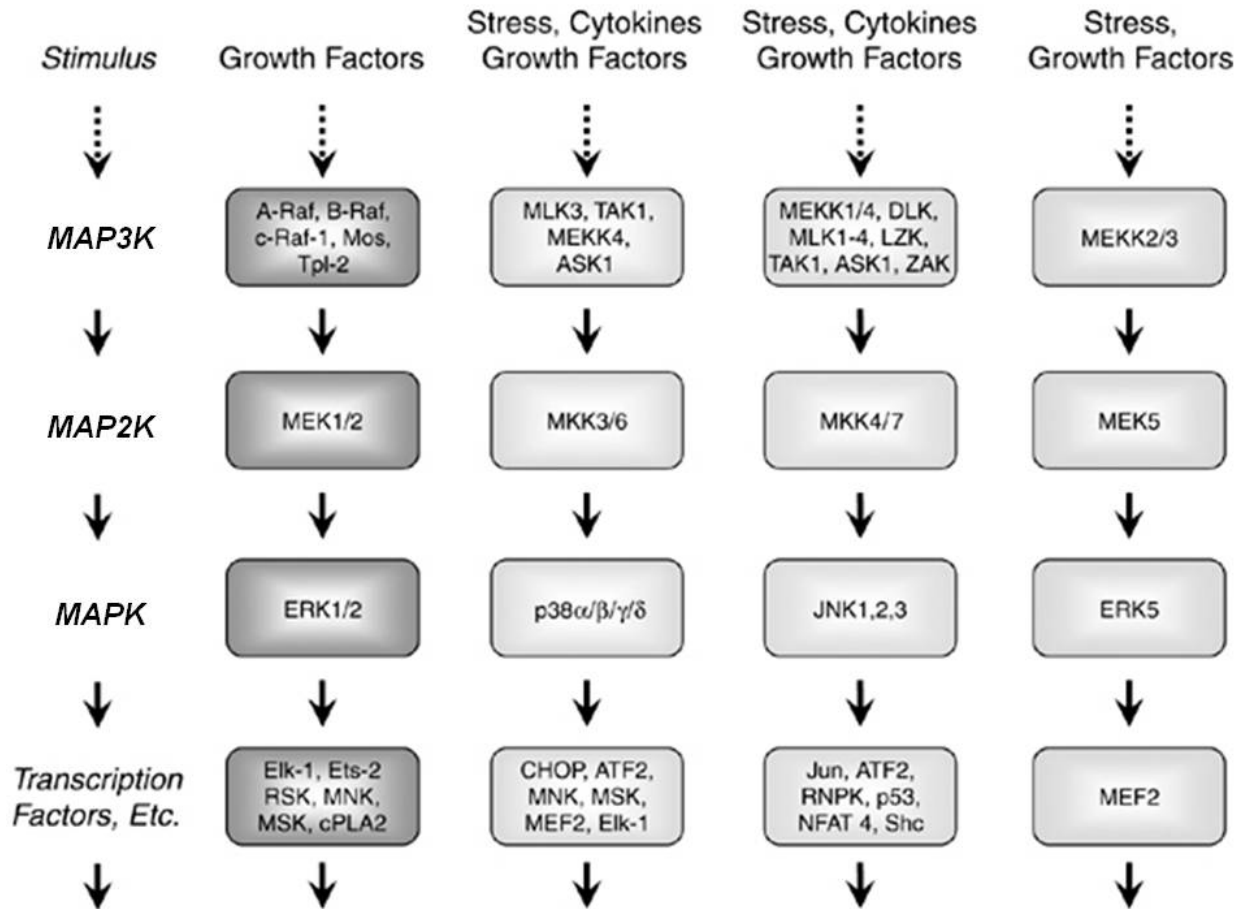 Stimulus
Growth Factors
Stress, Cytokines
Growth Factors
Stress, Cytokines
Growth Factors
Stress,
Growth Factors
MAP3K
A-Raf, B-Raf,
c-Raf-1, Mos,
Tpl-2
MLK3, TAK1,
MEKK4,
ASK1
MEKK1/4, DLK,
MLK1-4, LZK,
TAK1, ASK1, ZAK
MEKK2/3
MAP2K
MEK1/2
MKK3/6
MKK4/7
MEK5
MAPK
ERK1/2
p38α/β/γ/δ
JNK1,2,3
ERK5
Transcription
Factors, Etc.
Elk-1, Ets-2
RSK, MNK,
MSK, cPLA2
CHOP, ATF2,
MNK, MSK,
MEF2, Elk-1
Jun, ATF2,
RNPK, p53,
NFAT 4, Shc
MEF2